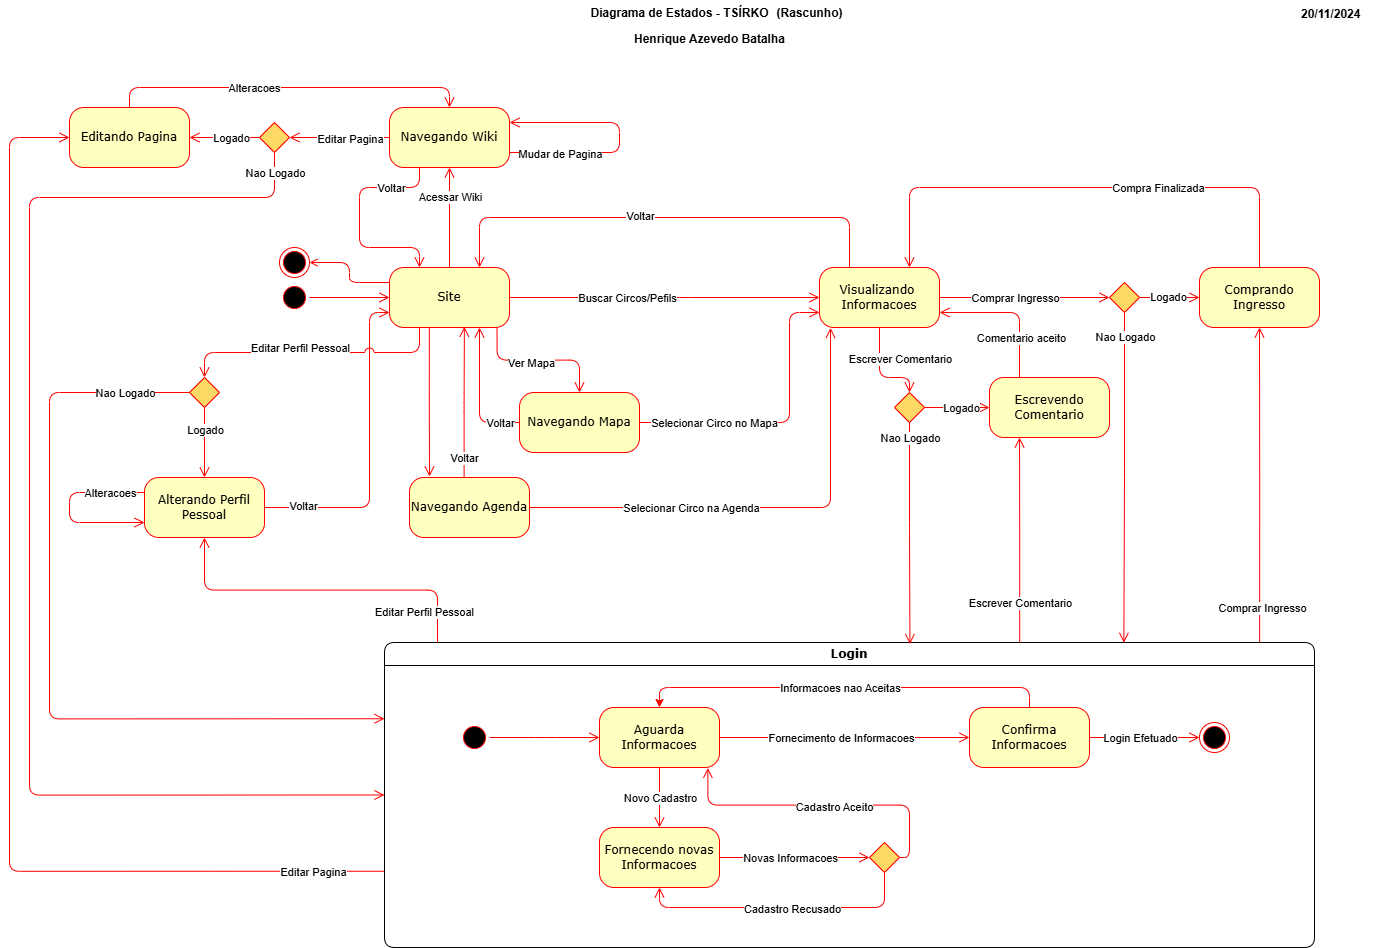 Diagrama de Estados - TSÍRKO (Rascunho)
20/11/2024
Henrique Azevedo Batalha
Alteracoes
Editando Pagina
Logado
Editar Pagina
Navegando Wiki
Mudar de Pagina
Nao Logado
Voltar
Acessar Wiki
Compra Finalizada
Voltar
Site
Buscar Circos/Pefils
Visualizando
Informacoes
Comprar Ingresso
Logado
Comprando
Ingresso
Nao Logado
Comentario aceito
Editar Perfil Pessoal
Ver Mapa
Escrever Comentario
Nao Logado
Logado
Voltar
Navegando Mapa
Selecionar Circo no Mapa
Logado
Escrevendo
Comentario
Nao Logado
Voltar
Alteracoes
Alterando Perfil
Pessoal
Voltar
Navegando Agenda
Selecionar Circo na Agenda
Editar Perfil Pessoal
Escrever Comentario
Comprar Ingresso
Login
Informacoes nao Aceitas
Aguarda
Informacoes
Fornecimento de Informacoes
Confirma
Informacoes
Login Efetuado
Novo Cadastro
Cadastro Aceito
Fornecendo novas
Informacoes
Novas Informacoes
Editar Pagina
Cadastro Recusado